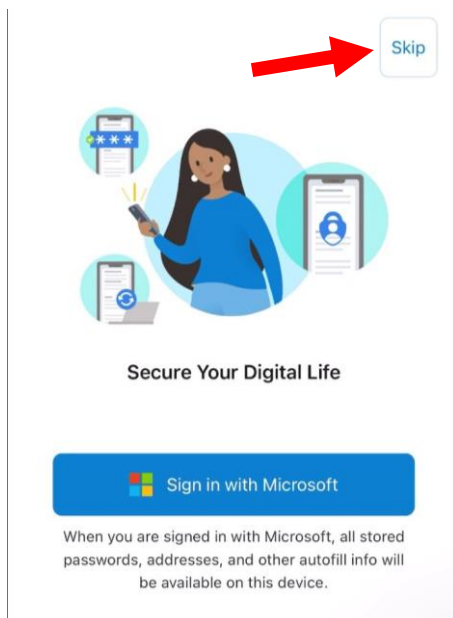 Skip
***
Secure Your Digital Life
Sign in with Microsoft
When you are signed in with Microsoft, all stored
passwords, addresses, and other autofill info will
be available on this device.